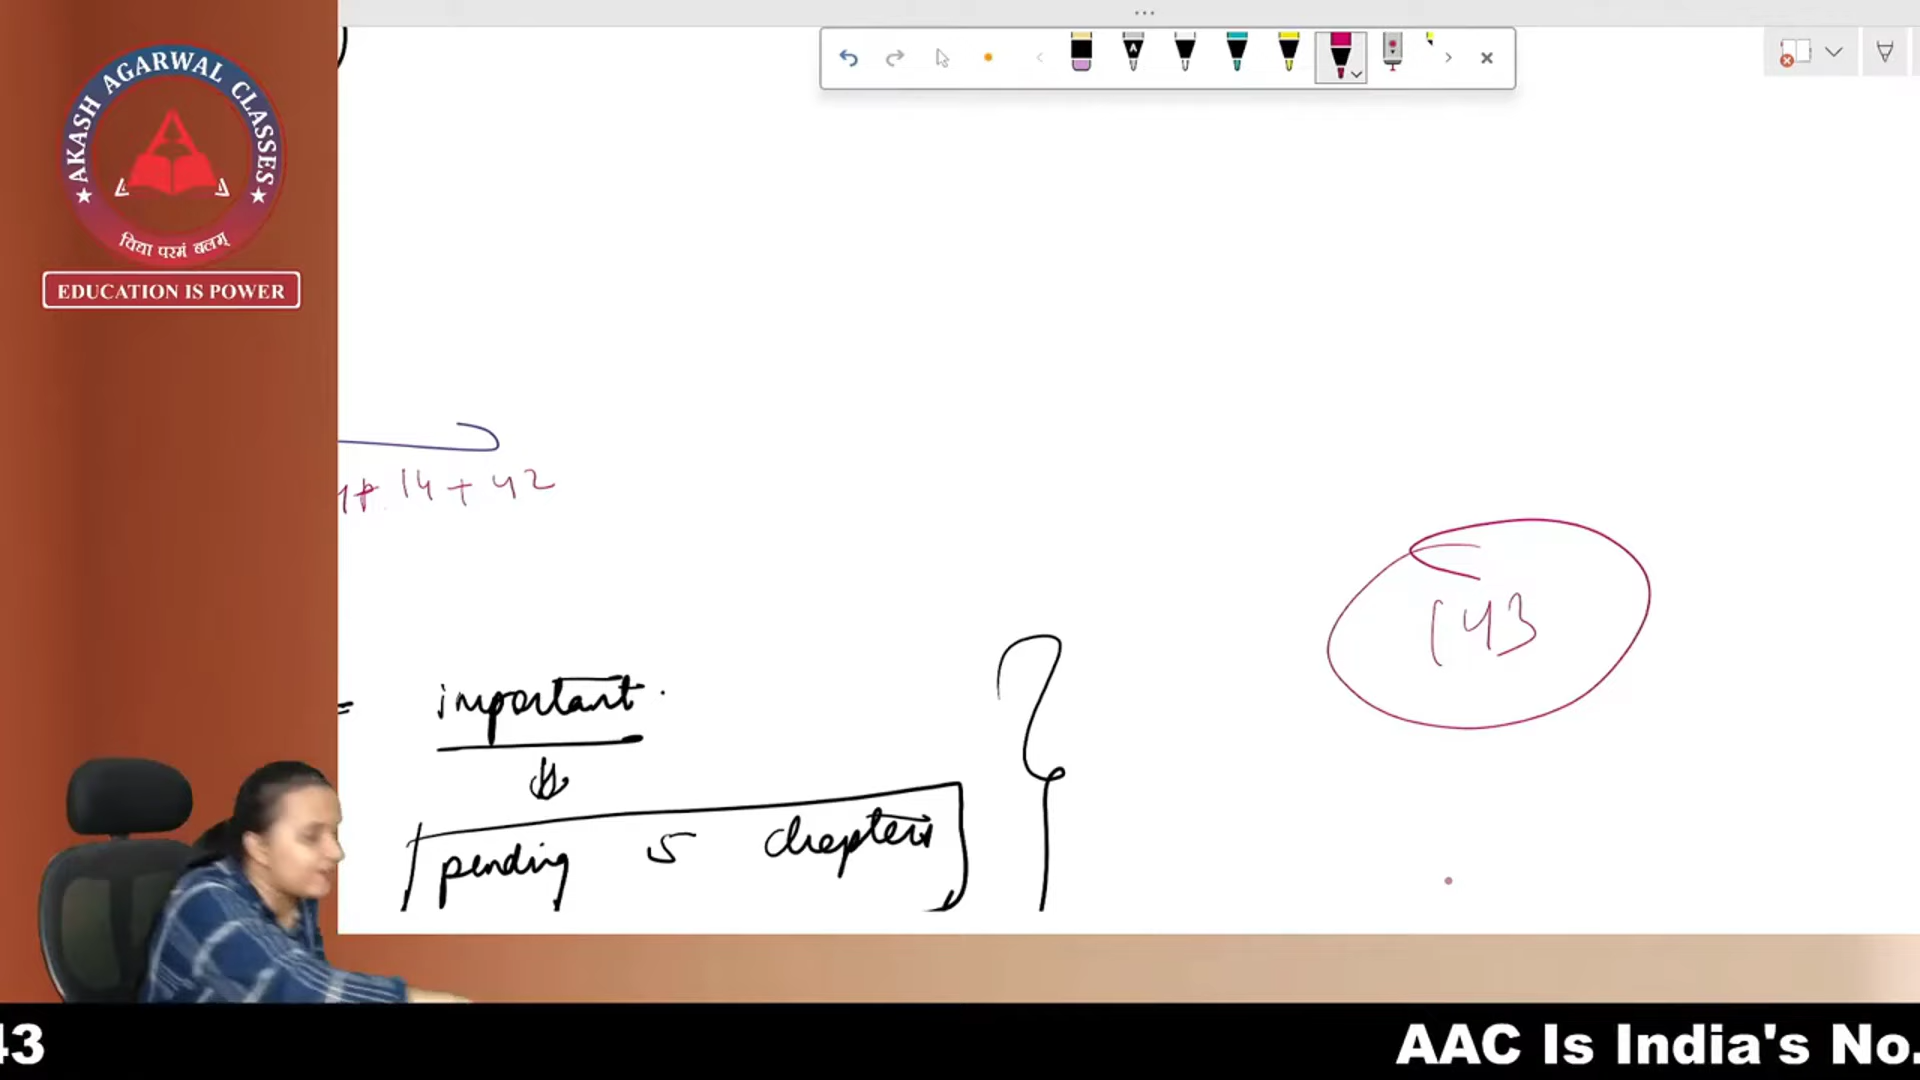 AKASH AGARWAL CLASSES
विद्या परमं बलम्
EDUCATION IS POWER
+ 14 + 42
143
= important.
pending 5 chapters
43
AAC Is India's No.